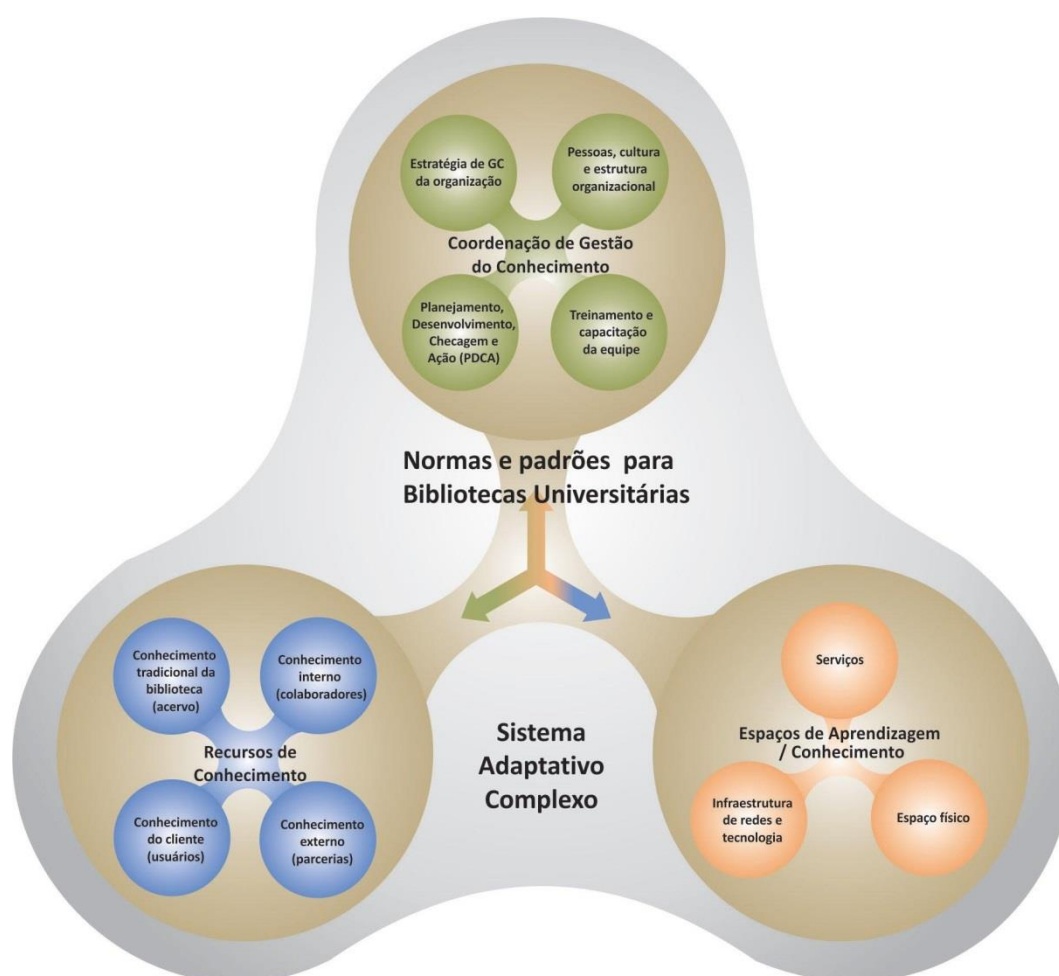 Estratégia de GC
da organização
Pessoas, cultura
e estrutura
organizacional
Coordenação de Gestão
do Conhecimento
Planejamento,
Desenvolvimento,
Checagem e
Ação (PDCA)
Treinamento e
capacitação
da equipe
Normas e padrões para
Bibliotecas Universitárias
Conhecimento
tradicional da
biblioteca
(acervo)
Conhecimento
interno
(colaboradores)
Recursos de
Conhecimento
Conhecimento
do cliente
(usuários)
Conhecimento
externo
(parcerias)
Sistema
Adaptativo
Complexo
Serviços
Espaços de Aprendizagem
/ Conhecimento
Infraestrutura
de redes e
tecnologia
Espaço físico